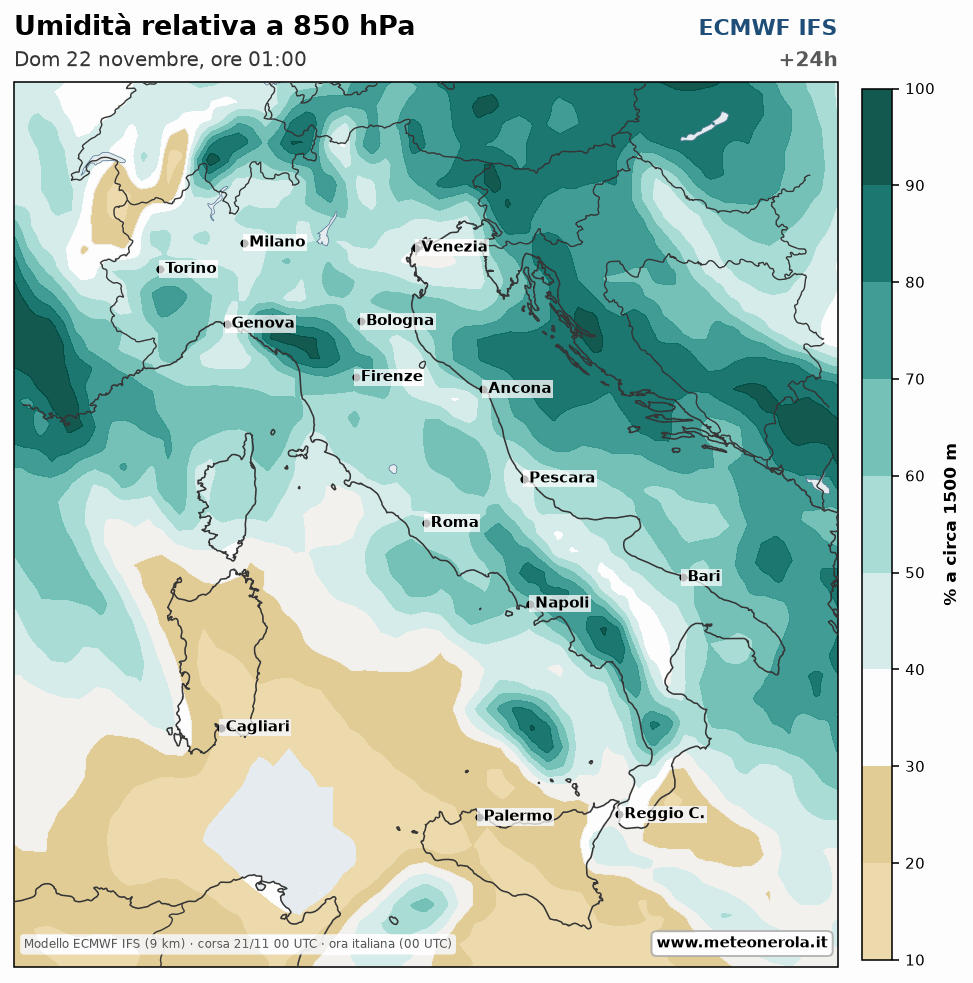 Umidità relativa a 850 hPa
ECMWF IFS
Dom 22 novembre, ore 01:00
+24h
Milano
Venezia
Torino
Genova
Bologna
Firenze
Ancona
Pescara
Roma
Bari
Napoli
Cagliari
Palermo
Reggio C.
100
90
80
70
60
50
40
30
20
10
% a circa 1500 m
Modello ECMWF IFS (9 km) · corsa 21/11 00 UTC · ora italiana (00 UTC)
www.meteonerola.it